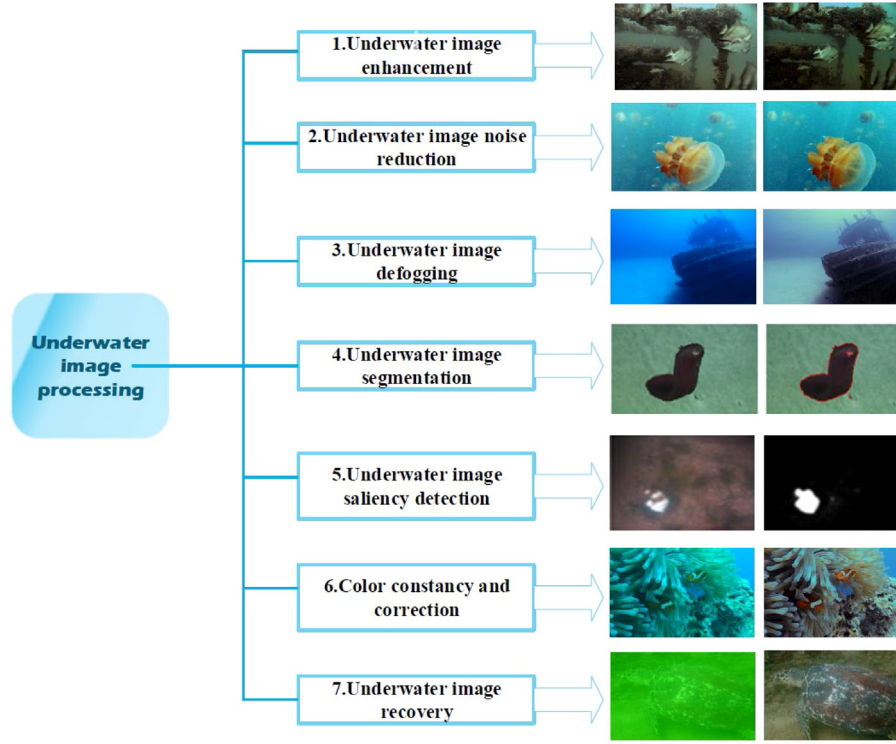 Underwater
image
processing
1.Underwater image
enhancement
2.Underwater image noise
reduction
3.Underwater image
defogging
4.Underwater image
segmentation
5.Underwater image
saliency detection
6.Color constancy and
correction
7.Underwater image
recovery